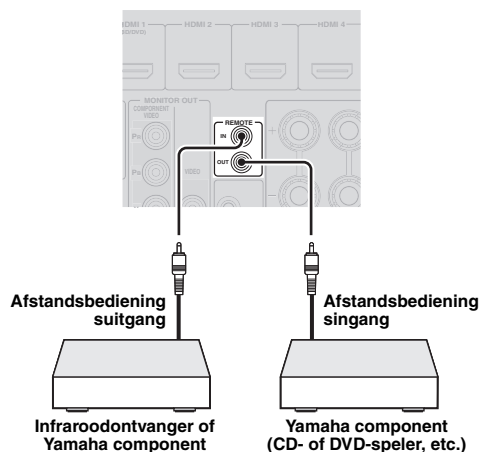 HDMI 1
HDMI 2
HDMI 3
HDMI 4
MONITOR OUT
COMPONENT
VIDEO
REMOTE
IN
OUT
VIDEO
+
–
Afstandsbediening
suitgang
Afstandsbediening
singang
Infraroodontvanger of
Yamaha component
Yamaha component
(CD- of DVD-speler, etc.)